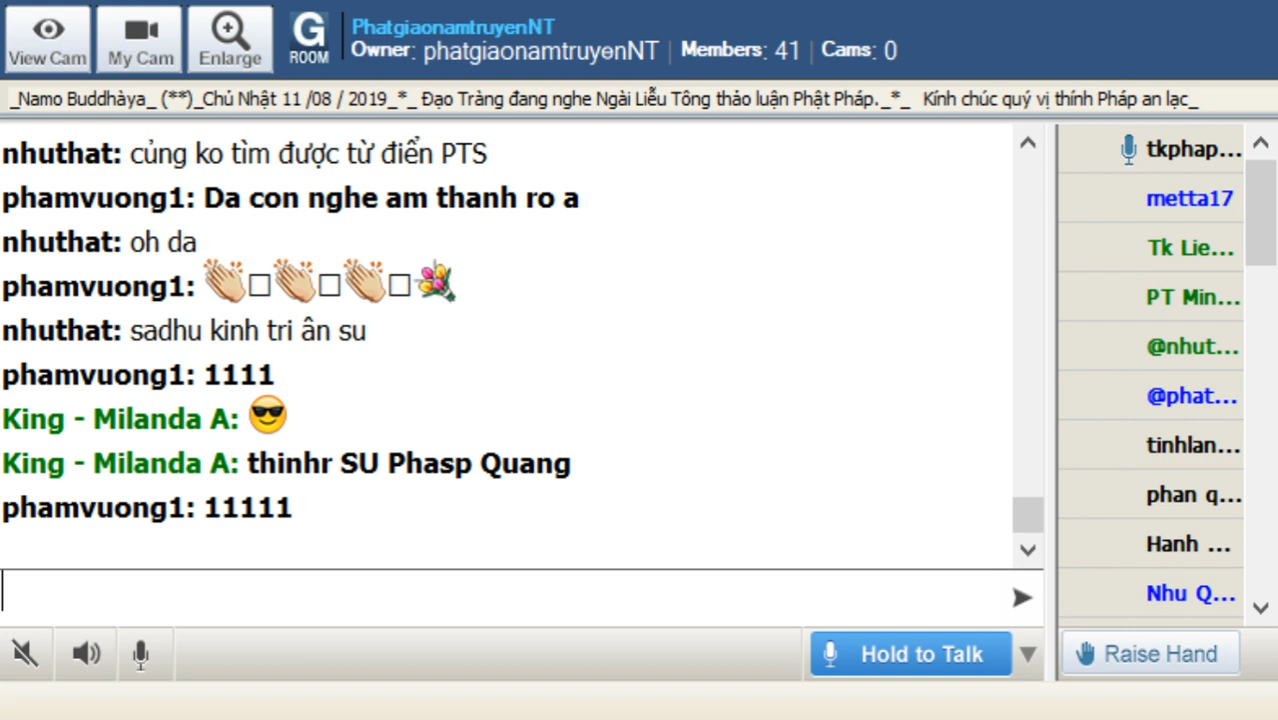 View Cam
My Cam
Enlarge
G
ROOM
PhatgiaonamtruyenNT
Owner: phatgiaonamtruyenNT | Members: 41 | Cams: 0
_Namo Buddhàya_ (**)_Chủ Nhật 11 /08 / 2019_*_ Đạo Tràng đang nghe Ngài Liễu Tông thảo luận Phật Pháp._*_ Kính chúc quý vị thính Pháp an lạc_
nhuthat: củng ko tìm được từ điển PTS
phamvuong1: Da con nghe am thanh ro a
nhuthat: oh da
phamvuong1: 👏□👏□👏□💐
nhuthat: sadhu kinh tri ân su
phamvuong1: 1111
King - Milanda A: 😎
King - Milanda A: thinhr SU Phasp Quang
phamvuong1: 11111
tkphap...
metta17
Tk Lie...
PT Min...
@nhut...
@phat...
tinhlan...
phan q...
Hanh ...
Nhu Q...
Hold to Talk
Raise Hand